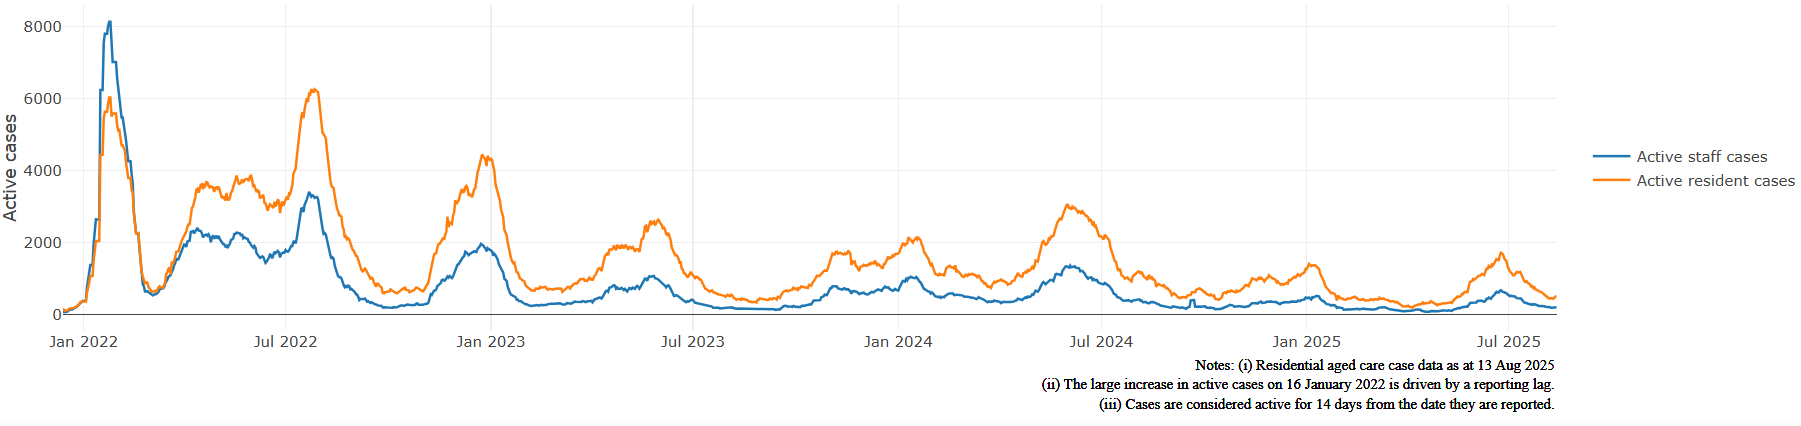 Active cases
8000
6000
4000
2000
0
Jan 2022 Jul 2022 Jan 2023 Jul 2023 Jan 2024 Jul 2024 Jan 2025 Jul 2025
Active staff cases
Active resident cases
Notes: (i) Residential aged care case data as at 13 Aug 2025
(ii) The large increase in active cases on 16 January 2022 is driven by a reporting lag.
(iii) Cases are considered active for 14 days from the date they are reported.